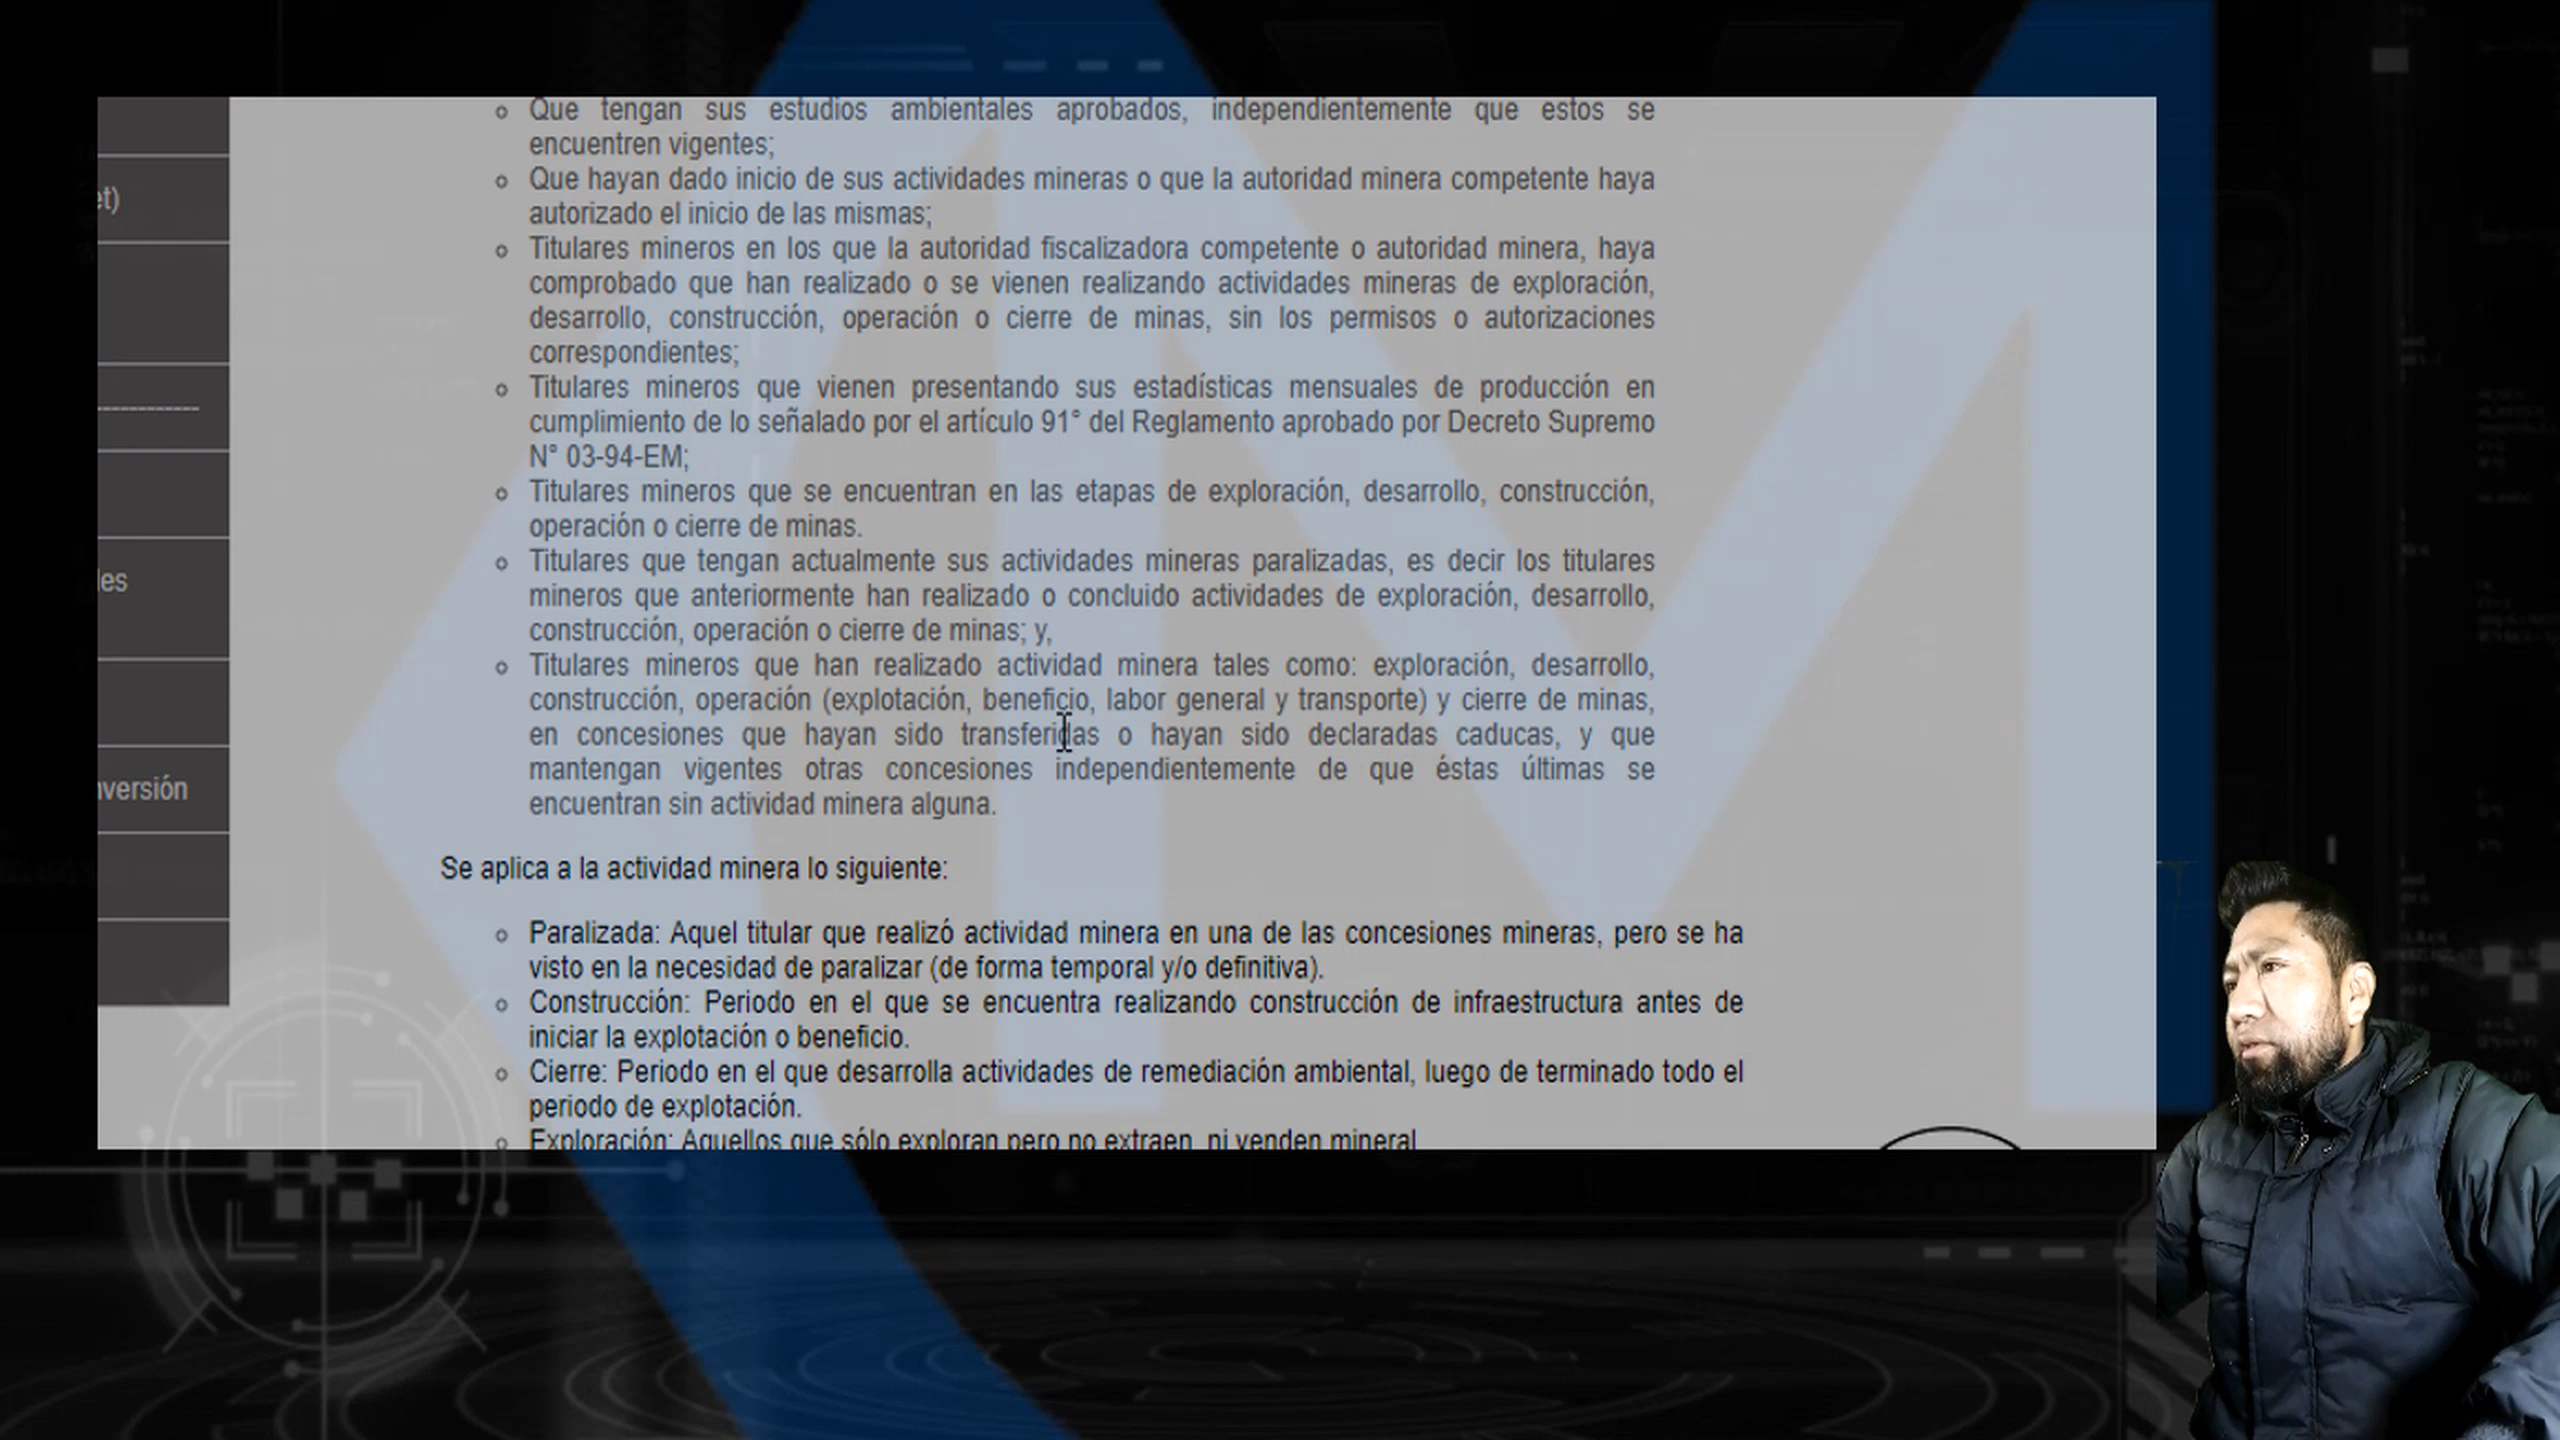 Que tengan sus estudios ambientales aprobados, independientemente que estos se
encuentren vigentes;
Que hayan dado inicio de sus actividades mineras o que la autoridad minera competente haya
autorizado el inicio de las mismas;
et)
Titulares mineros en los que la autoridad fiscalizadora competente o autoridad minera, haya
comprobado que han realizado o se vienen realizando actividades mineras de exploración,
desarrollo, construcción, operación o cierre de minas, sin los permisos o autorizaciones
correspondientes;
Titulares mineros que vienen presentando sus estadísticas mensuales de producción en
cumplimiento de lo señalado por el artículo 91° del Reglamento aprobado por Decreto Supremo
N° 03-94-EM;
Titulares mineros que se encuentran en las etapas de exploración, desarrollo, construcción,
operación o cierre de minas.
Titulares que tengan actualmente sus actividades mineras paralizadas, es decir los titulares
mineros que anteriormente han realizado o concluido actividades de exploración, desarrollo,
construcción, operación o cierre de minas; y,
les
Titulares mineros que han realizado actividad minera tales como: exploración, desarrollo,
construcción, operación (explotación, beneficio, labor general y transporte) y cierre de minas,
en concesiones que hayan sido transferidas o hayan sido declaradas caducas, y que
mantengan vigentes otras concesiones independientemente de que éstas últimas se
encuentran sin actividad minera alguna.
nversión
Se aplica a la actividad minera lo siguiente:
Paralizada: Aquel titular que realizó actividad minera en una de las concesiones mineras, pero se ha
visto en la necesidad de paralizar (de forma temporal y/o definitiva).
Construcción: Periodo en el que se encuentra realizando construcción de infraestructura antes de
iniciar la explotación o beneficio.
Cierre: Periodo en el que desarrolla actividades de remediación ambiental, luego de terminado todo el
periodo de explotación.
Exploración: Aquellos que sólo exploran pero no extraen, ni venden mineral